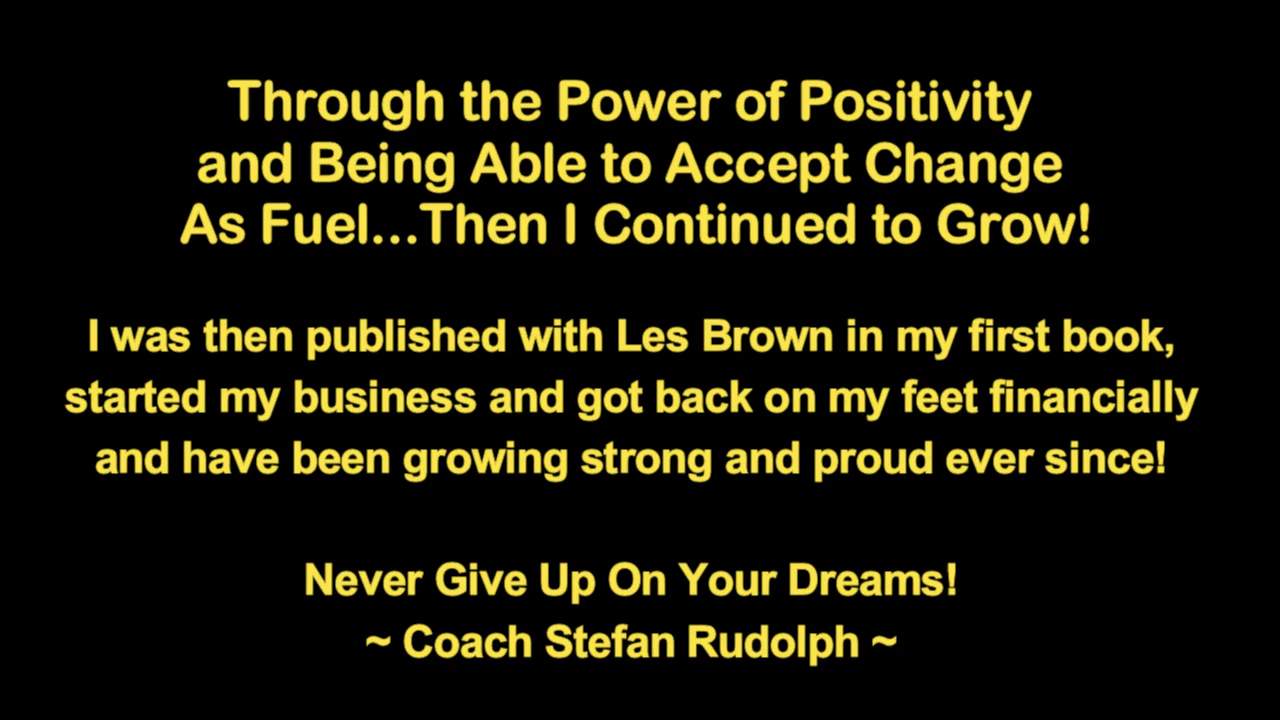 Through the Power of Positivity
and Being Able to Accept Change
As Fuel...Then I Continued to Grow!
I was then published with Les Brown in my first book,
started my business and got back on my feet financially
and have been growing strong and proud ever since!
Never Give Up On Your Dreams!
~ Coach Stefan Rudolph ~